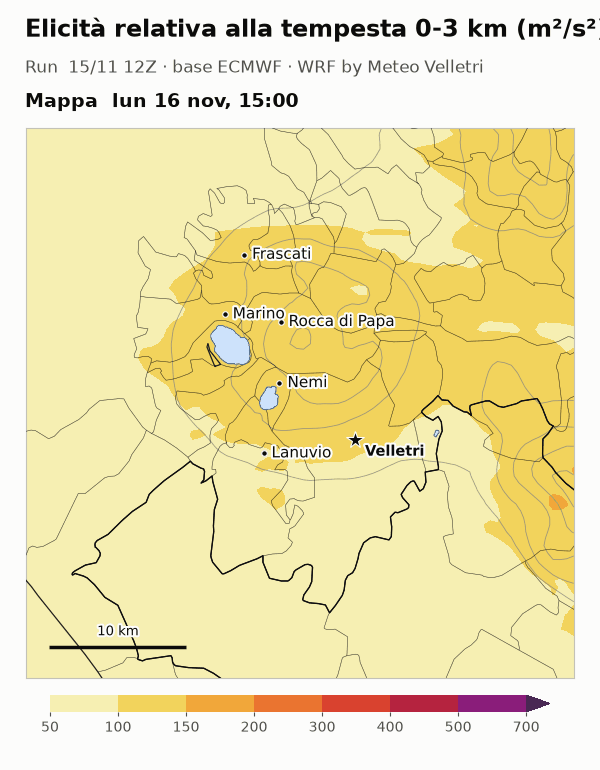 Elicità relativa alla tempesta 0-3 km (m²/s²)
Run  15/11 12Z · base ECMWF · WRF by Meteo Velletri
Mappa  lun 16 nov, 15:00
Frascati
Marino
Rocca di Papa
Nemi
Velletri
Lanuvio
10 km
50 100 150 200 300 400 500 700